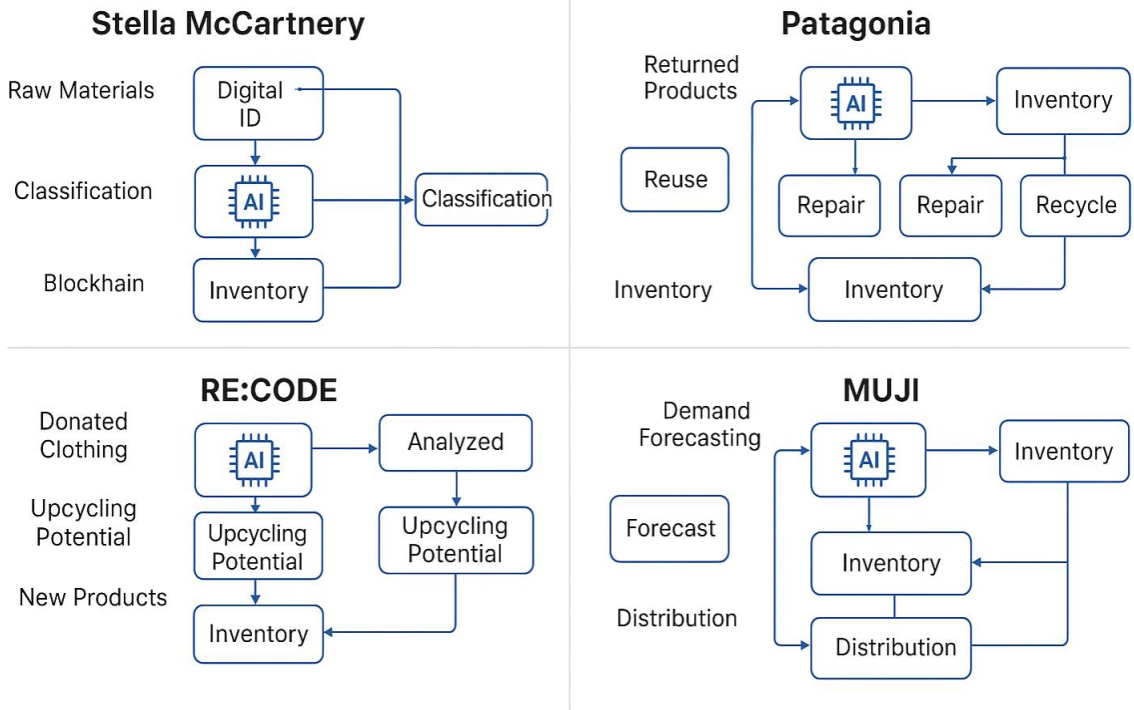 Stella McCartnery
Raw Materials
Digital
ID
Classification
AI
Classification
Blockhain
Inventory
Patagonia
Returned
Products
AI
Inventory
Reuse
Repair
Repair
Recycle
Inventory
Inventory
RE:CODE
Donated
Clothing
AI
Analyzed
Upcycling
Potential
Upcycling
Potential
Upcycling
Potential
New Products
Inventory
MUJI
Demand
Forecasting
AI
Inventory
Forecast
Inventory
Distribution
Distribution